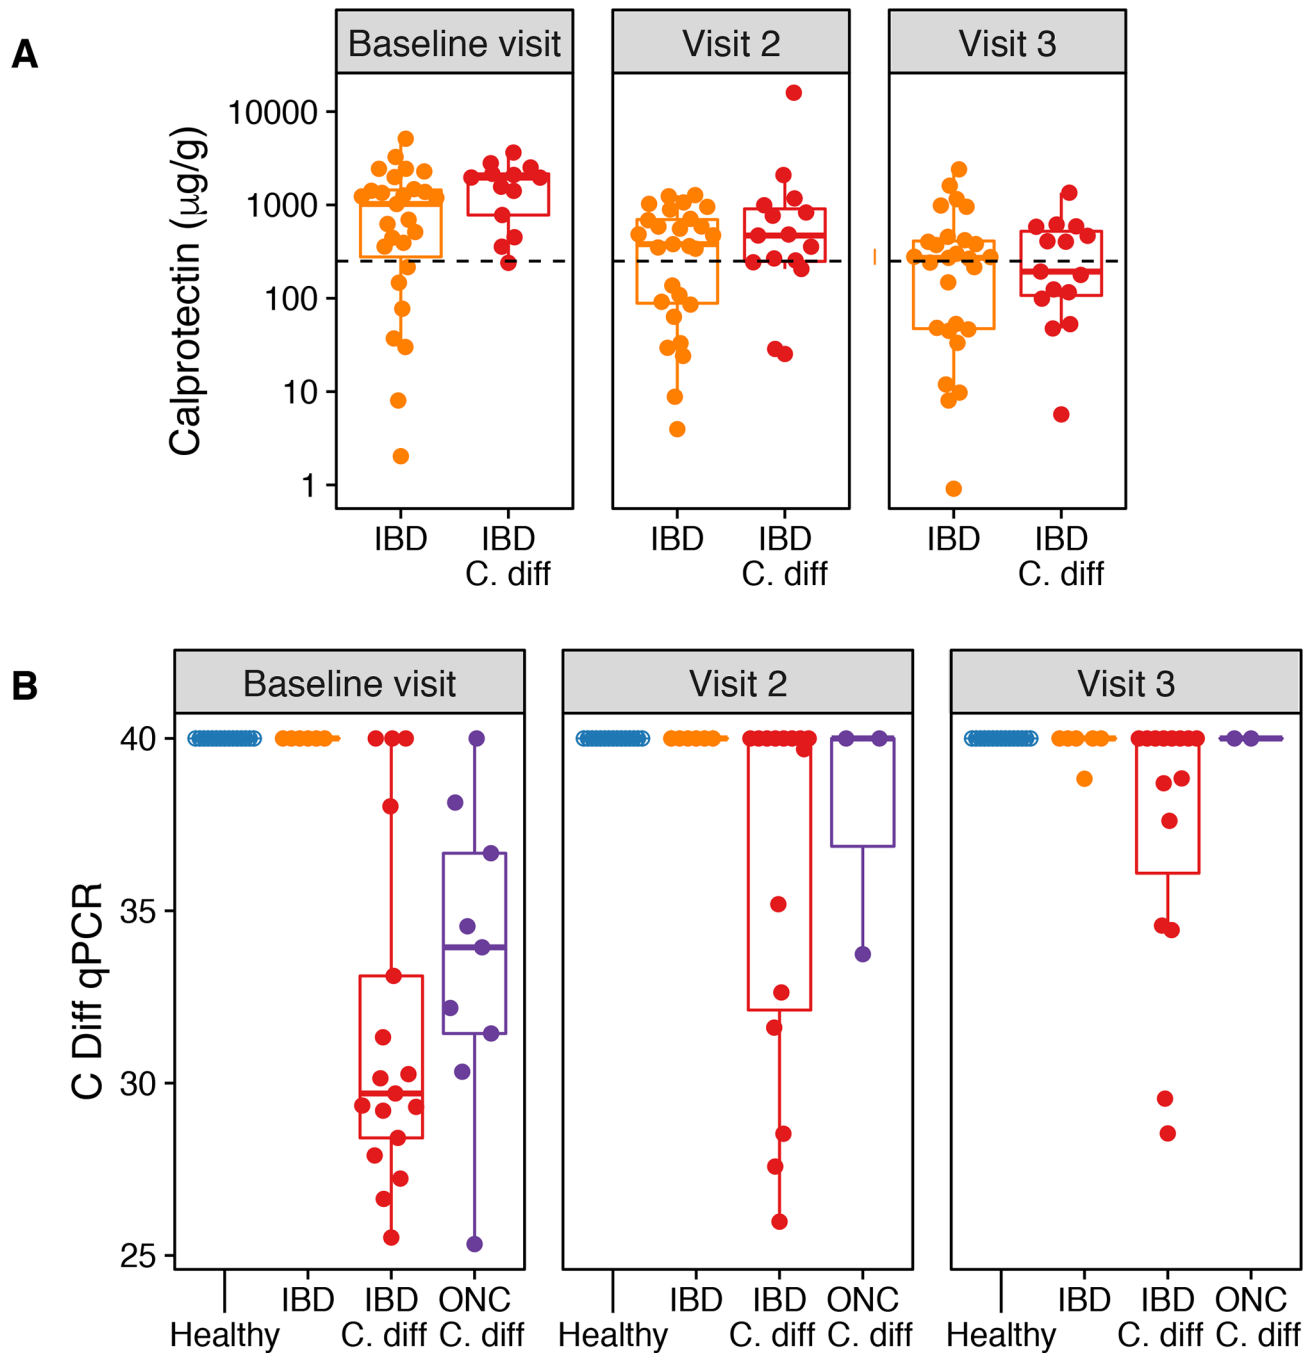 A
Baseline visit
Visit 2
Visit 3
Calprotectin (µg/g)
10000
1000
100
10
1
IBD
IBD
C. diff
IBD
IBD
C. diff
IBD
IBD
C. diff
B
Baseline visit
Visit 2
Visit 3
C Diff qPCR
40
35
30
25
Healthy
IBD
IBD
C. diff
ONC
C. diff
Healthy
IBD
IBD
C. diff
ONC
C. diff
Healthy
IBD
IBD
C. diff
ONC
C. diff